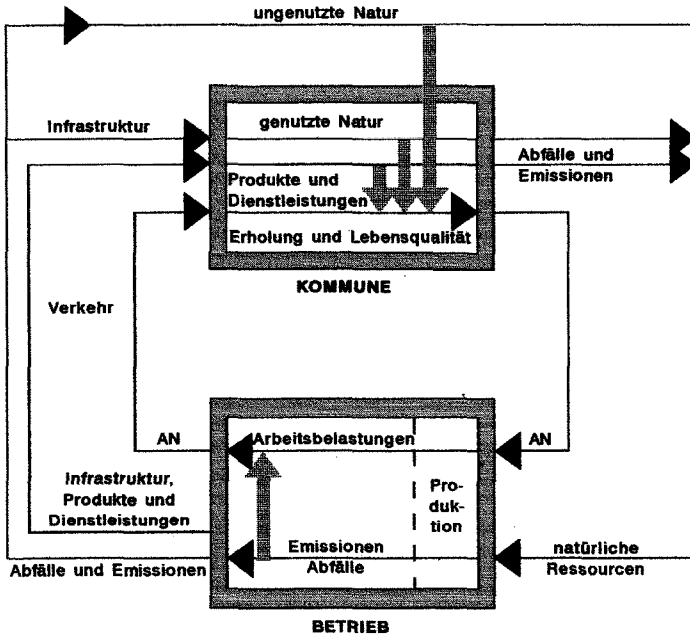 ungenutzte Natur
Infrastruktur
genutzte Natur
Abfälle und
Emissionen
Produkte und
Dienstleistungen
Erholung und Lebensqualität
KOMMUNE
Verkehr
AN
Arbeitsbelastungen
AN
Infrastruktur,
Produkte und
Dienstleistungen
Pro-
duk-
tion
Emissionen
Abfälle
natürliche
Ressourcen
Abfälle und Emissionen
BETRIEB